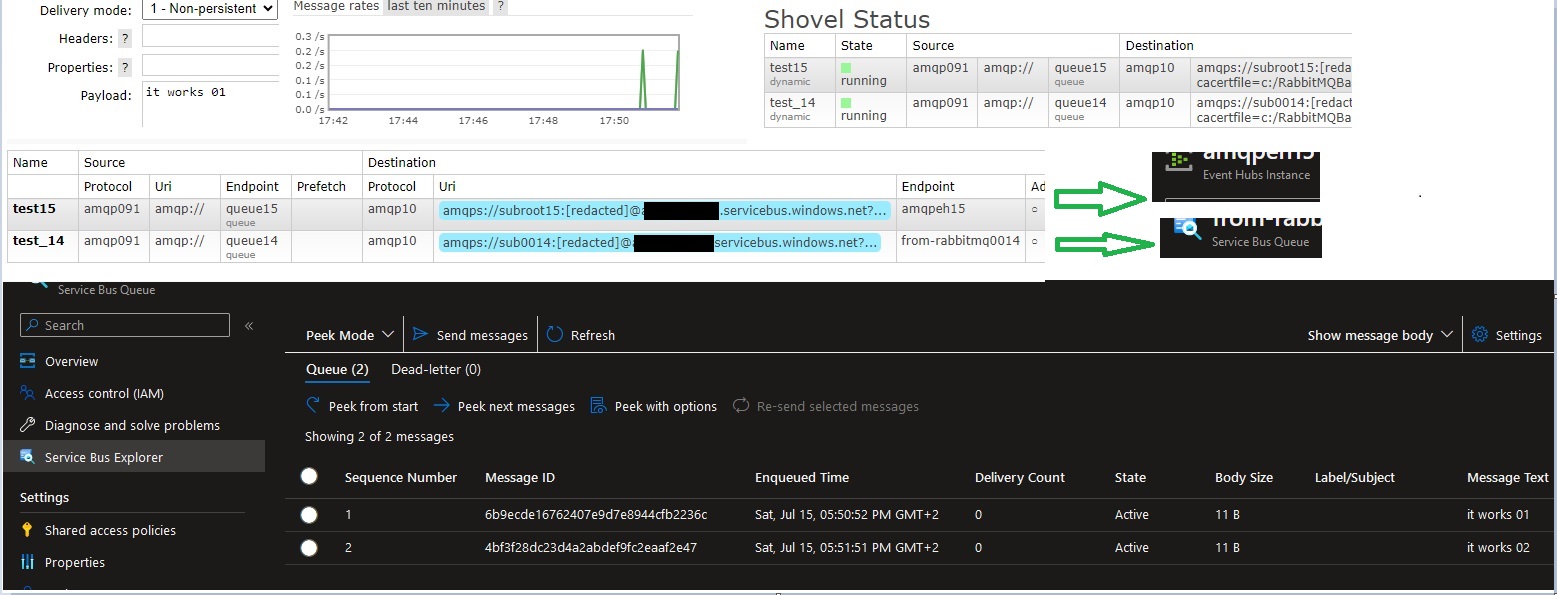 Delivery mode: 1 - Non-persistent
Headers: ?
Properties: ?
Payload: it works 01
Message rates last ten minutes ?
0.3 /s
0.2 /s
0.2 /s
0.1 /s
0.1 /s
0.0 /s
17:42 17:44 17:46 17:48 17:50
Shovel Status
Name State Source Destination
test15 amqp091 amqp:// queue15 amqp10 amqps://subroot15:[reda
dynamic running queue cacertfile=c:/RabbitMQBa
test_14 amqp091 amqp:// queue14 amqp10 amqps://sub0014:[redact
dynamic running queue cacertfile=c:/RabbitMQBa
Name Source Destination
Protocol Uri Endpoint Prefetch Protocol Uri Endpoint Ad
test15 amqp091 amqp:// queue15 amqp10 amqps://subroot15:[redacted]@ .servicebus.windows.net?... amqpeh15
queue
test_14 amqp091 amqp:// queue14 amqp10 amqps://sub0014:[redacted]@ servicebus.windows.net?... from-rabbitmq0014
queue
amqpeh15
Event Hubs Instance
from-rabb
Service Bus Queue
Service Bus Queue
Search «
Overview
Access control (IAM)
Diagnose and solve problems
Service Bus Explorer
Settings
Shared access policies
Properties
Peek Mode Send messages Refresh Show message body Settings
Queue (2) Dead-letter (0)
Peek from start Peek next messages Peek with options Re-send selected messages
Showing 2 of 2 messages
Sequence Number Message ID Enqueued Time Delivery Count State Body Size Label/Subject Message Text
1 6b9ecde16762407e9d7e8944cfb2236c Sat, Jul 15, 05:50:52 PM GMT+2 0 Active 11 B it works 01
2 4bf3f28dc23d4a2abdef9fc2eaaf2e47 Sat, Jul 15, 05:51:51 PM GMT+2 0 Active 11 B it works 02